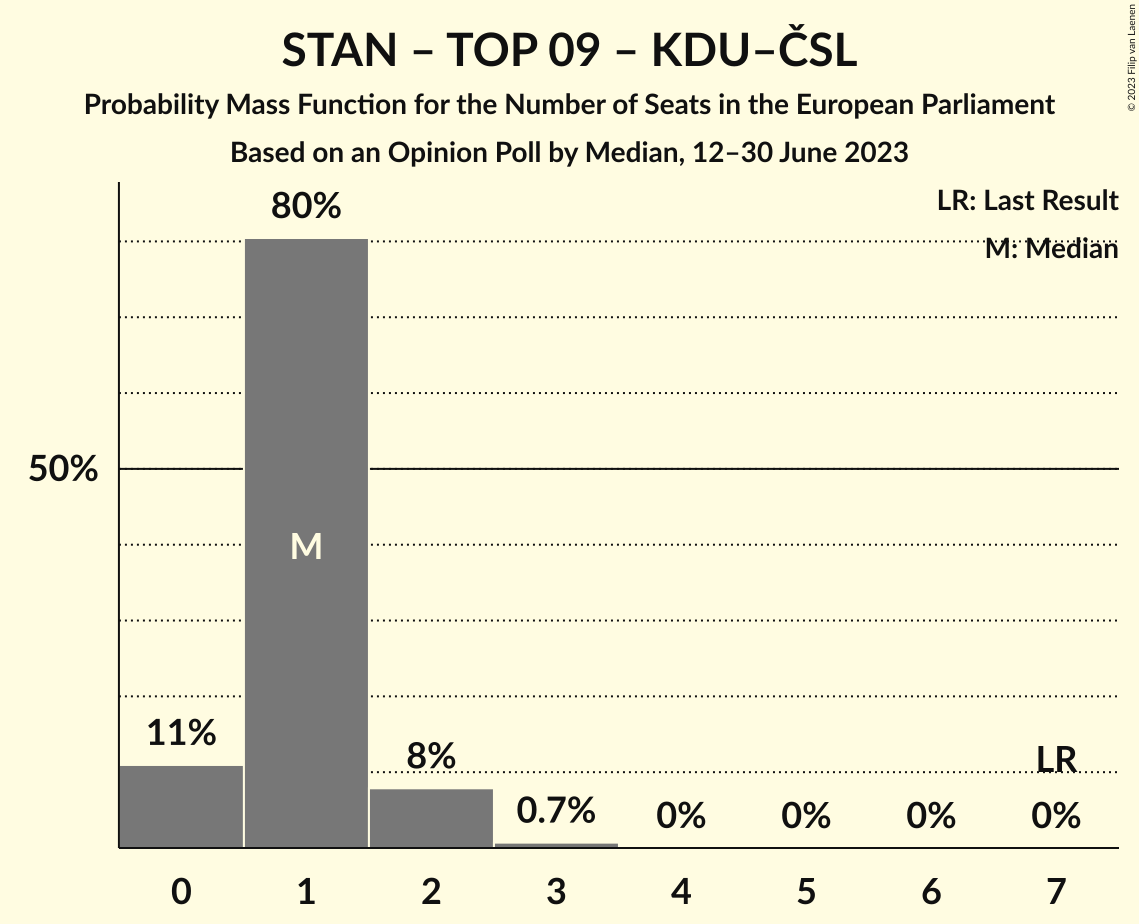 STAN – TOP 09 – KDU–ČSL
Probability Mass Function for the Number of Seats in the European Parliament
Based on an Opinion Poll by Median, 12–30 June 2023
© 2023 Filip van Laenen
LR: Last Result
M: Median
80%
50%
M
11%
8%
0.7%
0%
0%
0%
LR
0%
0 1 2 3 4 5 6 7